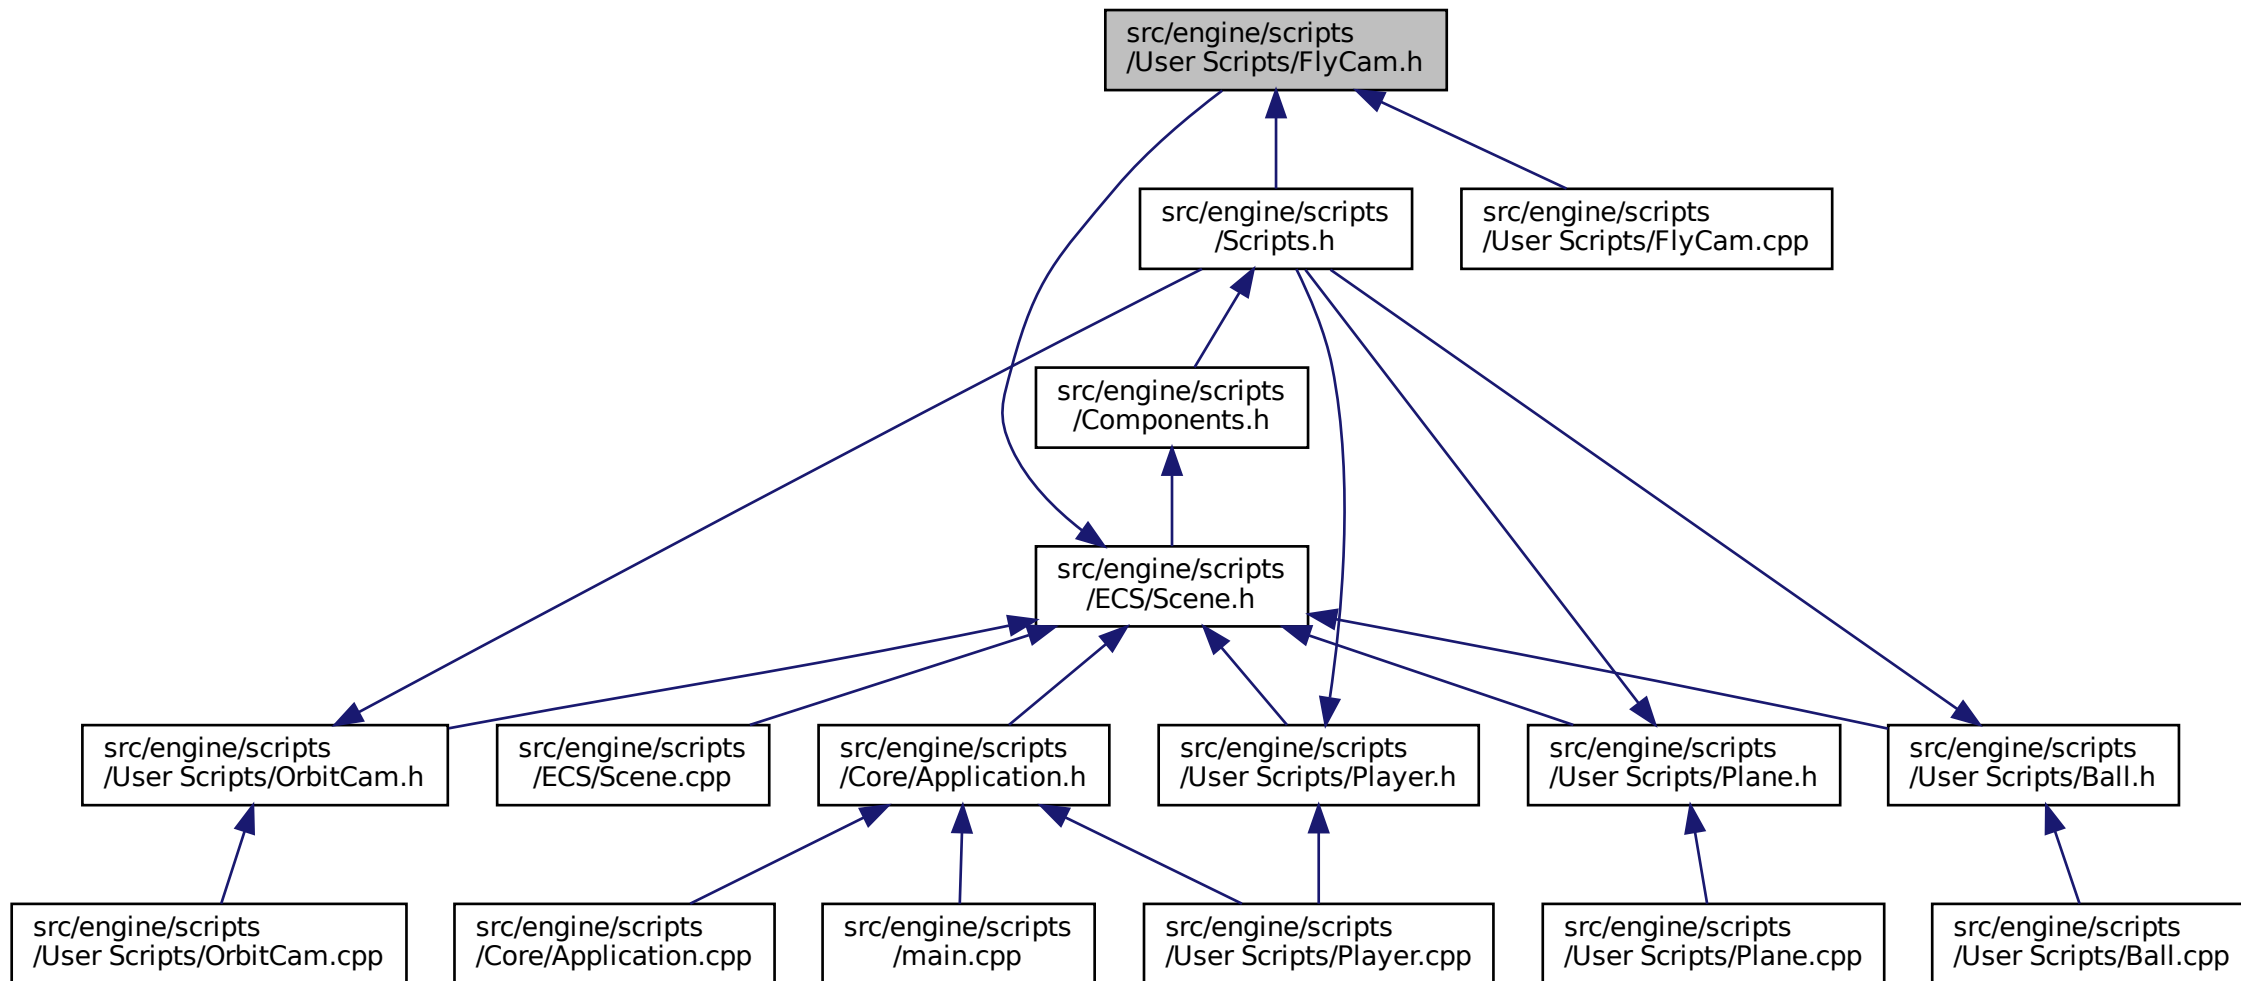 src/engine/scripts
/User Scripts/FlyCam.h
src/engine/scripts
/Scripts.h
src/engine/scripts
/User Scripts/FlyCam.cpp
src/engine/scripts
/Components.h
src/engine/scripts
/ECS/Scene.h
src/engine/scripts
/User Scripts/OrbitCam.h
src/engine/scripts
/ECS/Scene.cpp
src/engine/scripts
/Core/Application.h
src/engine/scripts
/User Scripts/Player.h
src/engine/scripts
/User Scripts/Plane.h
src/engine/scripts
/User Scripts/Ball.h
src/engine/scripts
/User Scripts/OrbitCam.cpp
src/engine/scripts
/Core/Application.cpp
src/engine/scripts
/main.cpp
src/engine/scripts
/User Scripts/Player.cpp
src/engine/scripts
/User Scripts/Plane.cpp
src/engine/scripts
/User Scripts/Ball.cpp